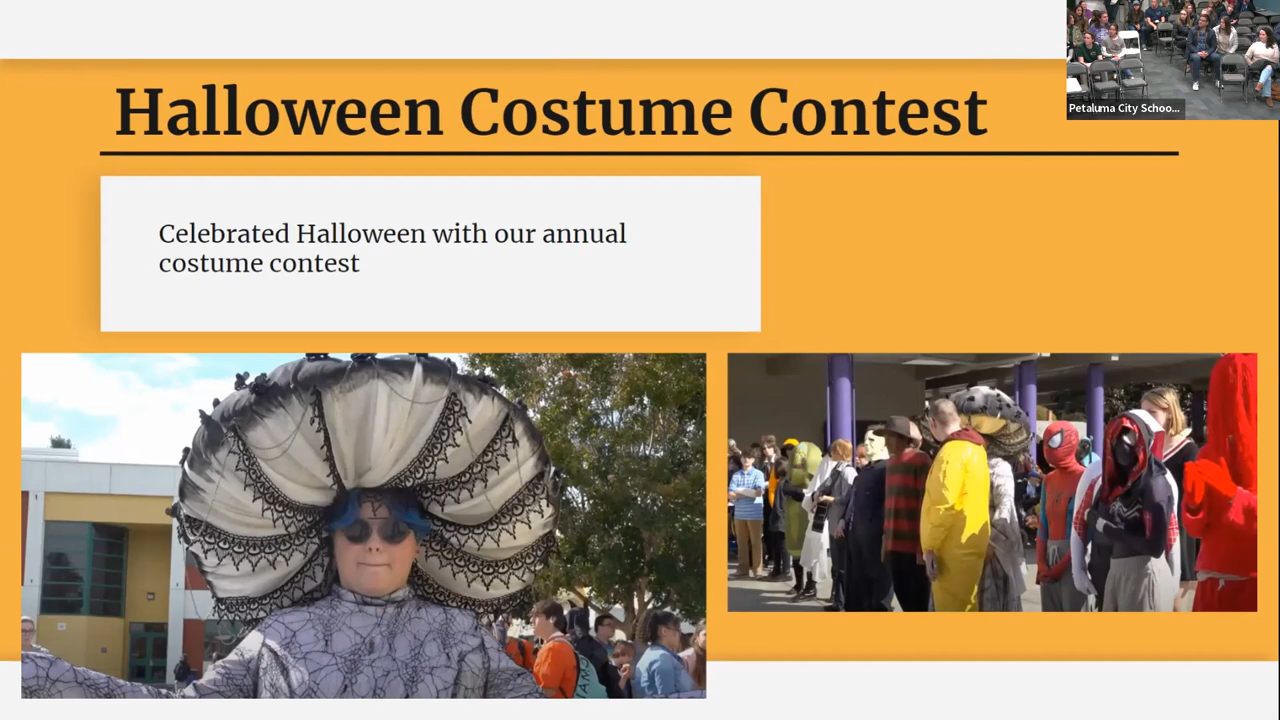 Halloween Costume Contest
Petaluma City Schoo...
Celebrated Halloween with our annual
costume contest